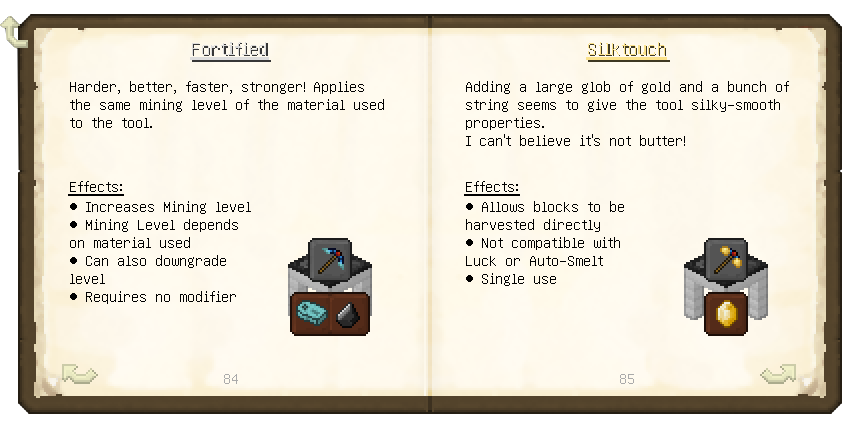 Fortified
Harder, better, faster, stronger! Applies
the same mining level of the material used
to the tool.
Effects:
• Increases Mining level
• Mining Level depends
on material used
• Can also downgrade
level
• Requires no modifier
84
Silktouch
Adding a large glob of gold and a bunch of
string seems to give the tool silky-smooth
properties.
I can't believe it's not butter!
Effects:
• Allows blocks to be
harvested directly
• Not compatible with
Luck or Auto-Smelt
• Single use
85